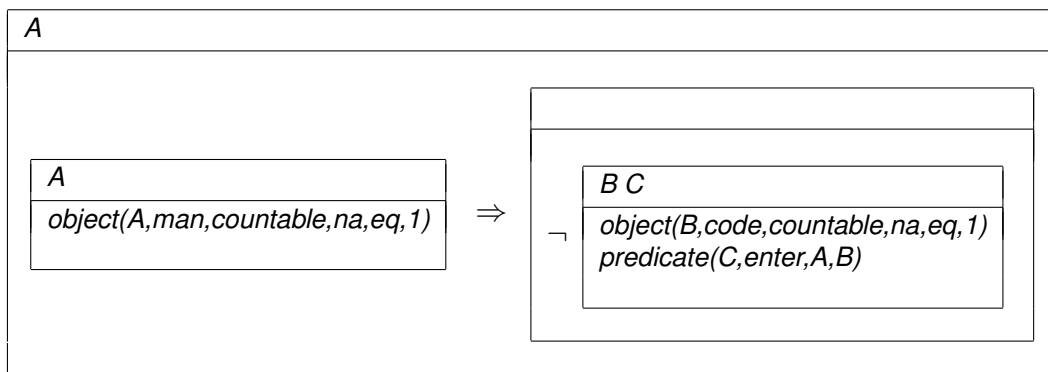 A
A
object(A,man,countable,na,eq,1)
⇒
¬
B C
object(B,code,countable,na,eq,1)
predicate(C,enter,A,B)